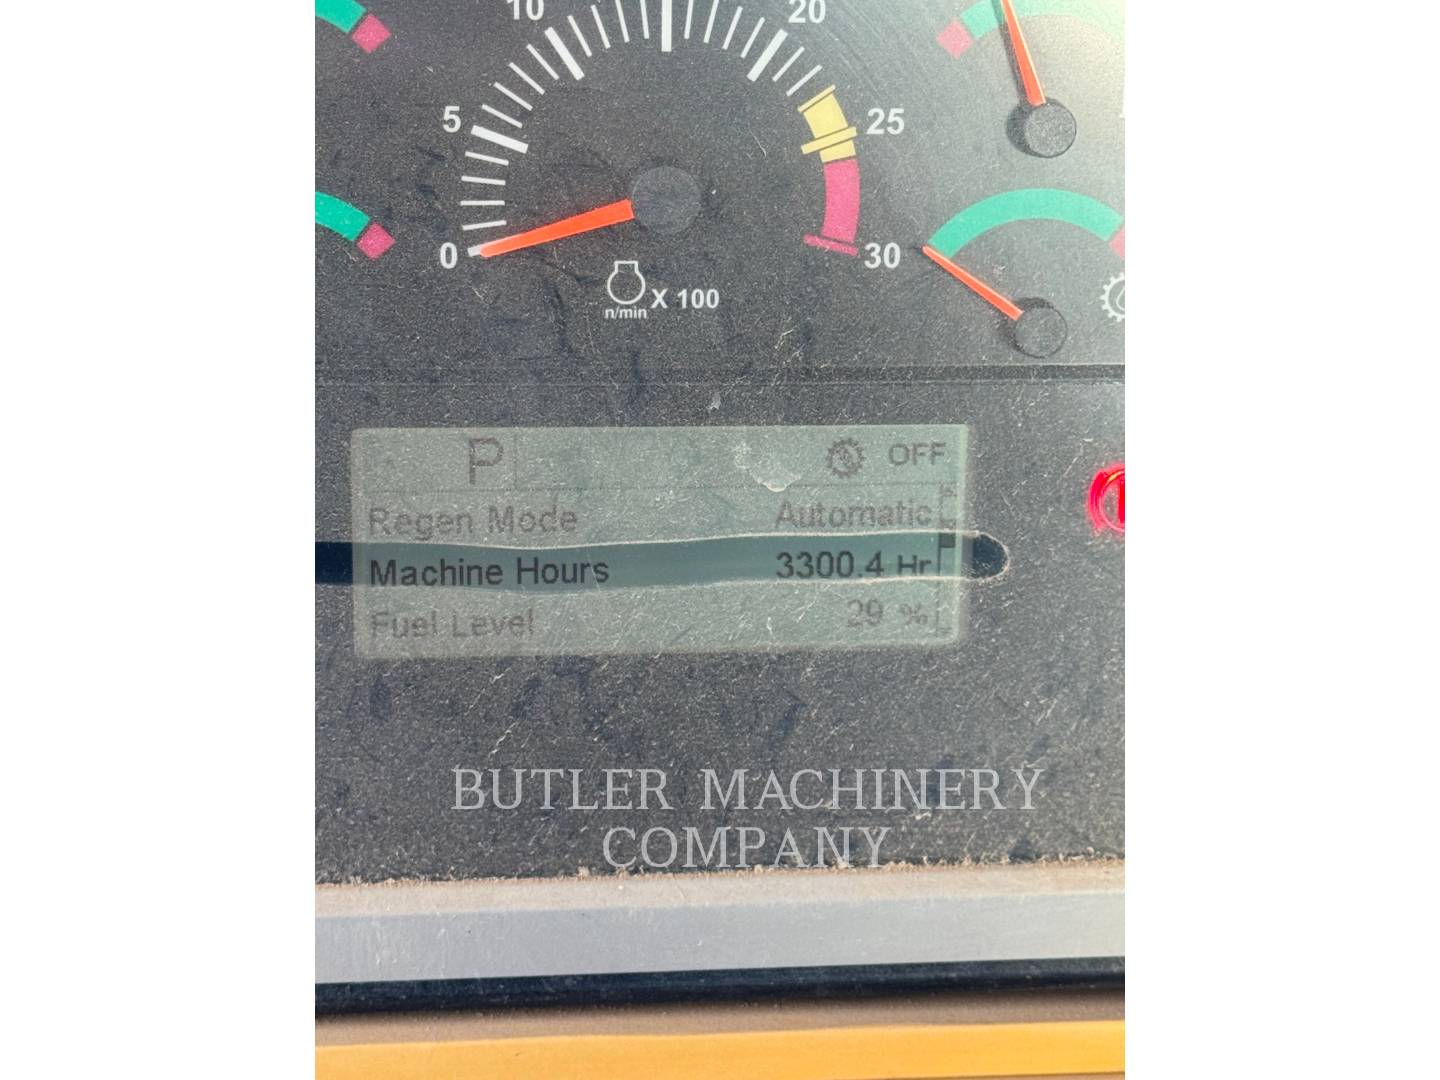 10 20
5 25
0 30
X 100
n/min
P OFF
Regen Mode Automatic
Machine Hours 3300.4 Hr
Fuel Level 29 %
BUTLER MACHINERY
COMPANY